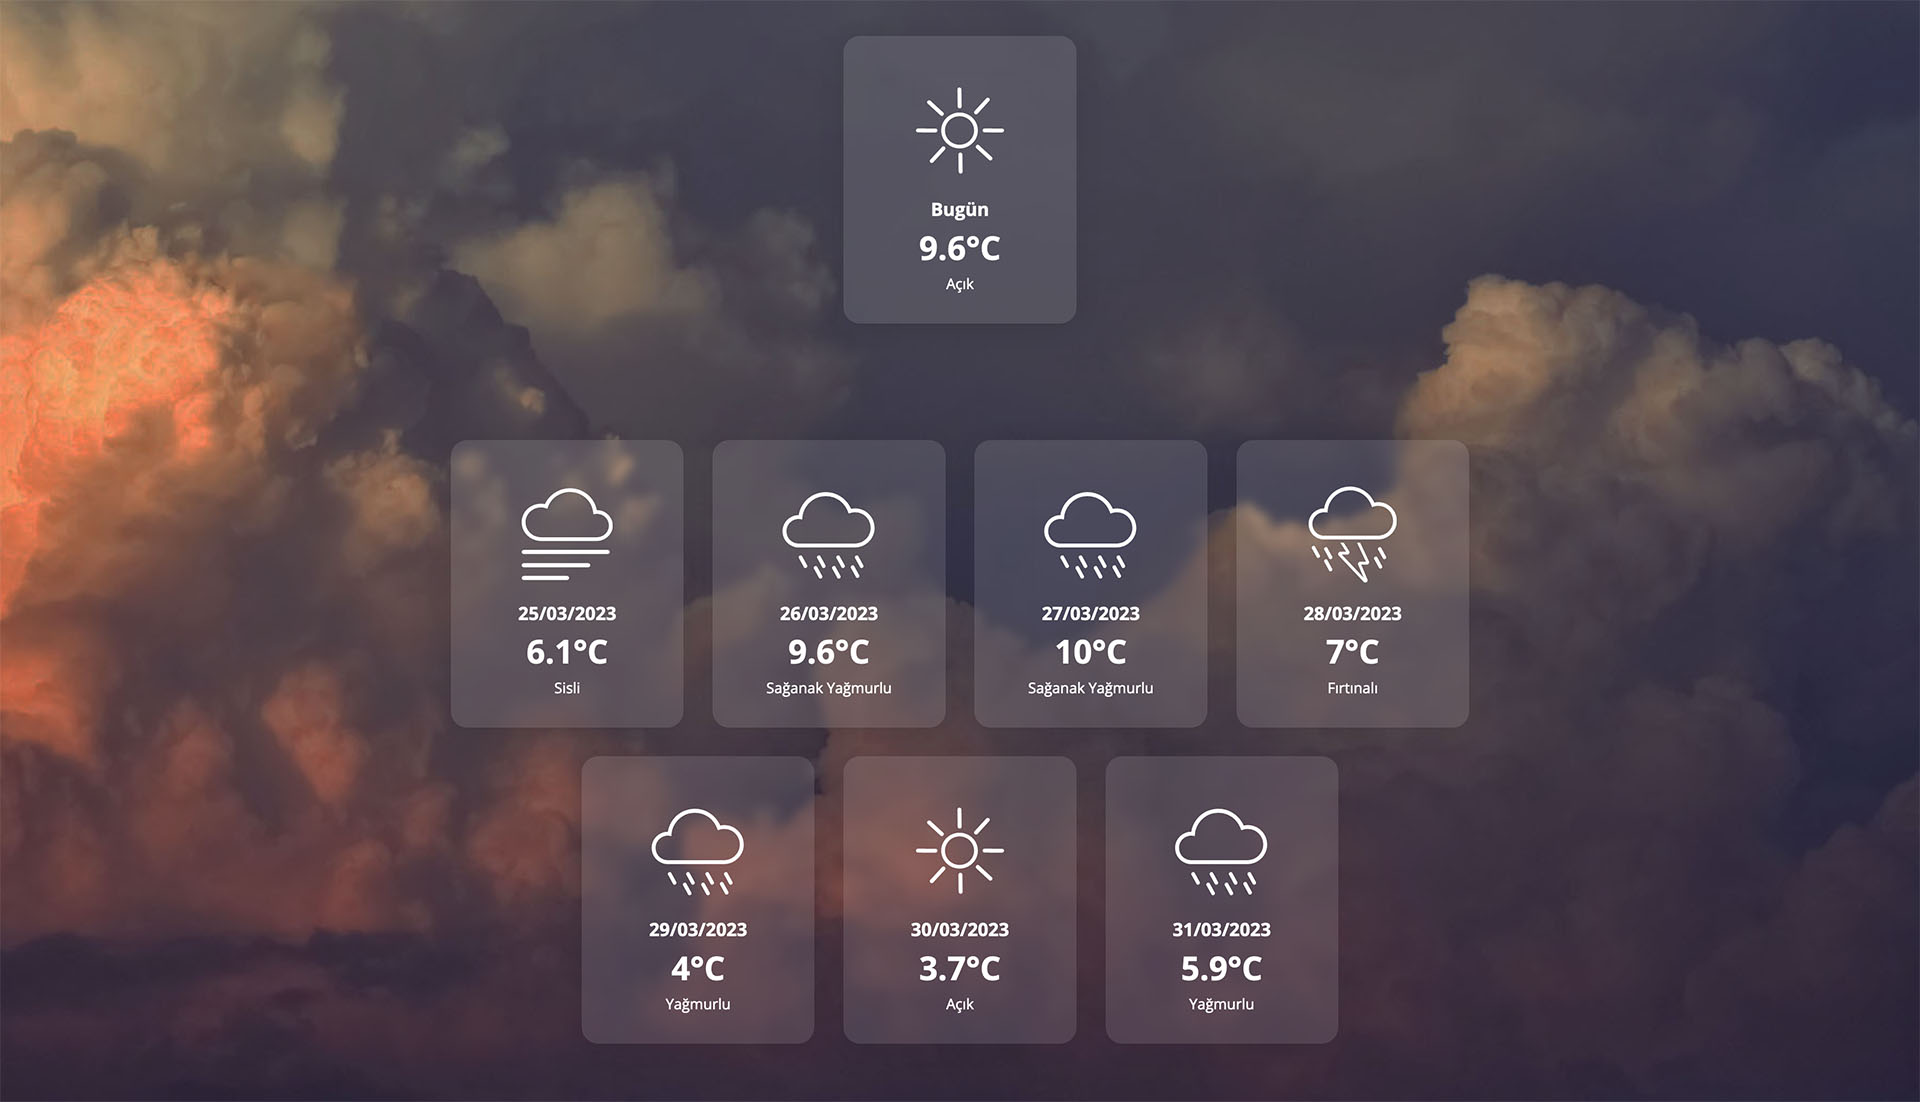 Bugün
9.6°C
Açık
25/03/2023
6.1°C
Sisli
26/03/2023
9.6°C
Sağanak Yağmurlu
27/03/2023
10°C
Sağanak Yağmurlu
28/03/2023
7°C
Fırtınalı
29/03/2023
4°C
Yağmurlu
30/03/2023
3.7°C
Açık
31/03/2023
5.9°C
Yağmurlu